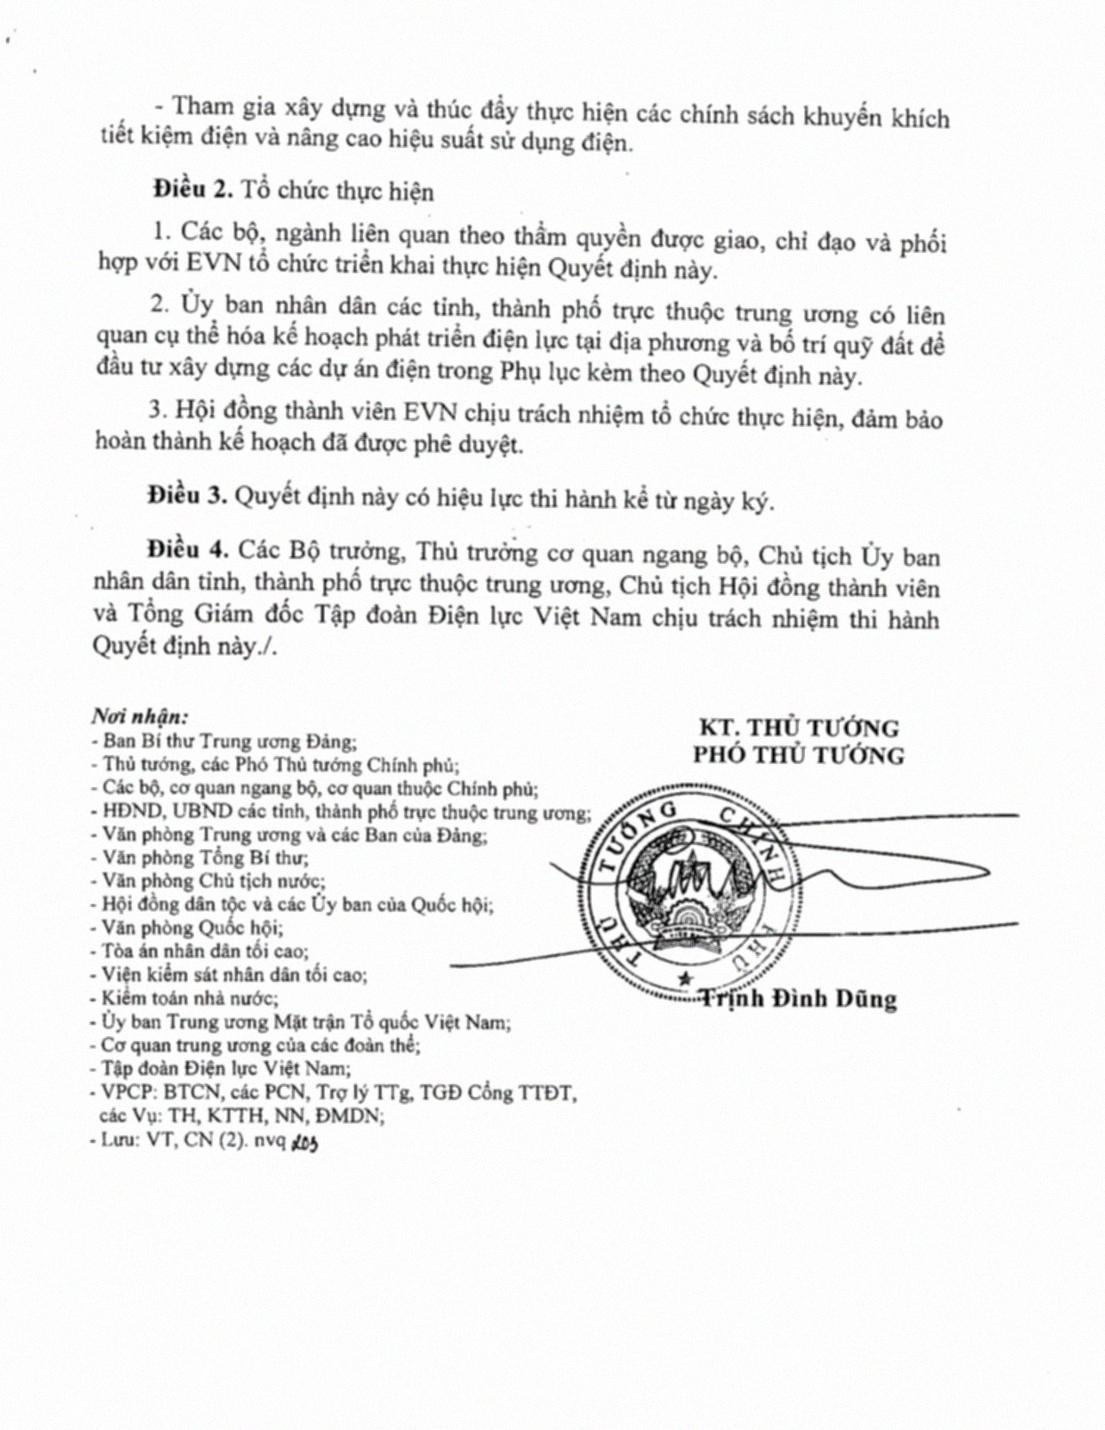 - Tham gia xây dựng và thúc đẩy thực hiện các chính sách khuyến khích
tiết kiệm điện và nâng cao hiệu suất sử dụng điện.
Điều 2. Tổ chức thực hiện
1. Các bộ, ngành liên quan theo thẩm quyền được giao, chỉ đạo và phối
hợp với EVN tổ chức triển khai thực hiện Quyết định này.
2. Ủy ban nhân dân các tỉnh, thành phố trực thuộc trung ương có liên
quan cụ thể hóa kế hoạch phát triển điện lực tại địa phương và bố trí quỹ đất để
đầu tư xây dựng các dự án điện trong Phụ lục kèm theo Quyết định này.
3. Hội đồng thành viên EVN chịu trách nhiệm tổ chức thực hiện, đảm bảo
hoàn thành kế hoạch đã được phê duyệt.
Điều 3. Quyết định này có hiệu lực thi hành kể từ ngày ký.
Điều 4. Các Bộ trưởng, Thủ trưởng cơ quan ngang bộ, Chủ tịch Ủy ban
nhân dân tỉnh, thành phố trực thuộc trung ương, Chủ tịch Hội đồng thành viên
và Tổng Giám đốc Tập đoàn Điện lực Việt Nam chịu trách nhiệm thi hành
Quyết định này./.
Nơi nhận:
- Ban Bí thư Trung ương Đảng;
- Thủ tướng, các Phó Thủ tướng Chính phủ;
- Các bộ, cơ quan ngang bộ, cơ quan thuộc Chính phủ;
- HĐND, UBND các tỉnh, thành phố trực thuộc trung ương;
- Văn phòng Trung ương và các Ban của Đảng;
- Văn phòng Tổng Bí thư;
- Văn phòng Chủ tịch nước;
- Hội đồng dân tộc và các Ủy ban của Quốc hội;
- Văn phòng Quốc hội;
- Tòa án nhân dân tối cao;
- Viện kiểm sát nhân dân tối cao;
- Kiểm toán nhà nước;
- Ủy ban Trung ương Mặt trận Tổ quốc Việt Nam;
- Cơ quan trung ương của các đoàn thể;
- Tập đoàn Điện lực Việt Nam;
- VPCP: BTCN, các PCN, Trợ lý TTg, TGĐ Cổng TTĐT,
các Vụ: TH, KTTH, NN, ĐMDN;
- Lưu: VT, CN (2). nvq
KT. THỦ TƯỚNG
PHÓ THỦ TƯỚNG
THỦ TƯỚNG CHÍNH PHỦ
Trịnh Đình Dũng